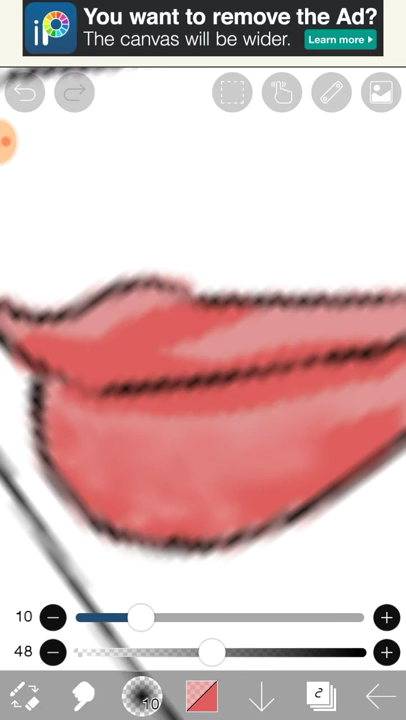 iP
You want to remove the Ad?
The canvas will be wider.
Learn more
10
48
10
2